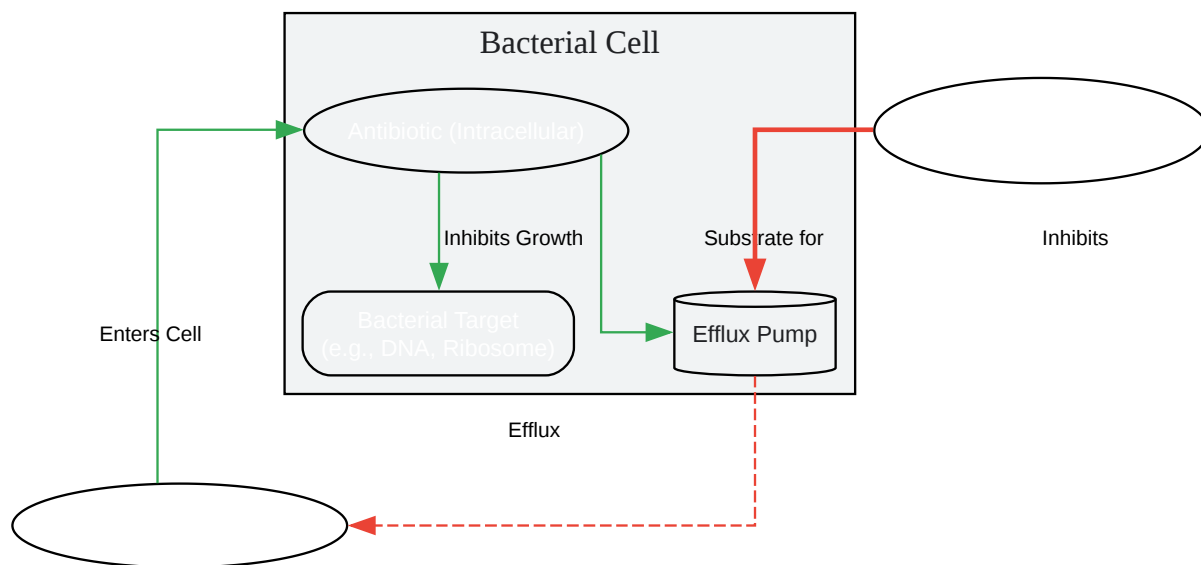 Bacterial Cell
Antibiotic (Intracellular)
Inhibits Growth
Substrate for
Inhibits
Bacterial Target
(e.g., DNA, Ribosome)
Enters Cell
Efflux Pump
Efflux